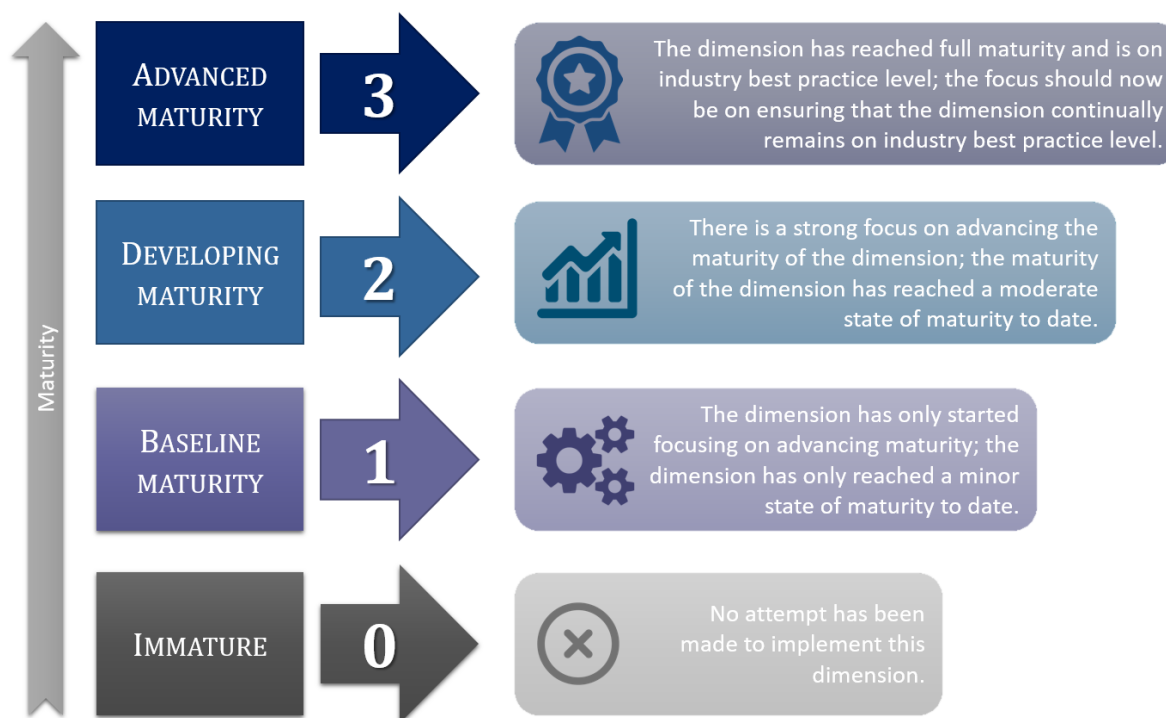 ADVANCED
MATURITY
3
The dimension has reached full maturity and is on
industry best practice level; the focus should now
be on ensuring that the dimension continually
remains on industry best practice level.
DEVELOPING
MATURITY
2
There is a strong focus on advancing the
maturity of the dimension; the maturity
of the dimension has reached a moderate
state of maturity to date.
Maturity
BASELINE
MATURITY
1
The dimension has only started
focusing on advancing maturity; the
dimension has only reached a minor
state of maturity to date.
IMMATURE
0
No attempt has been
made to implement this
dimension.